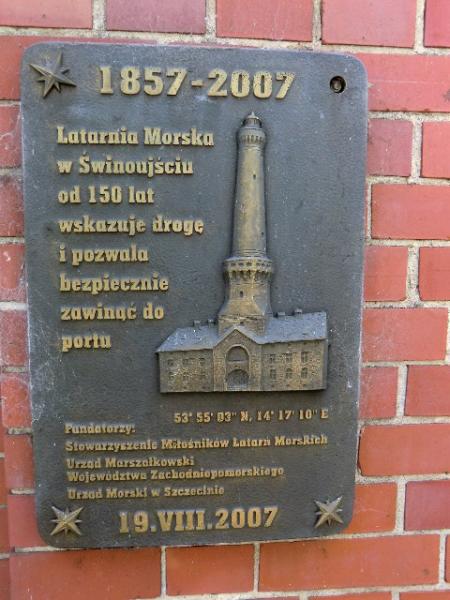 1857-2007
Latarnia Morska
w Świnoujściu
od 150 lat
wskazuje drogę
i pozwala
bezpiecznie
zawinąć do
portu
53° 55' 03" N, 14° 17' 10" E
Fundatorzy:
Stowarzyszenie Miłośników Latarń Morskich
Urząd Marszałkowski
Województwa Zachodniopomorskiego
Urząd Morski w Szczecinie
19.VIII.2007